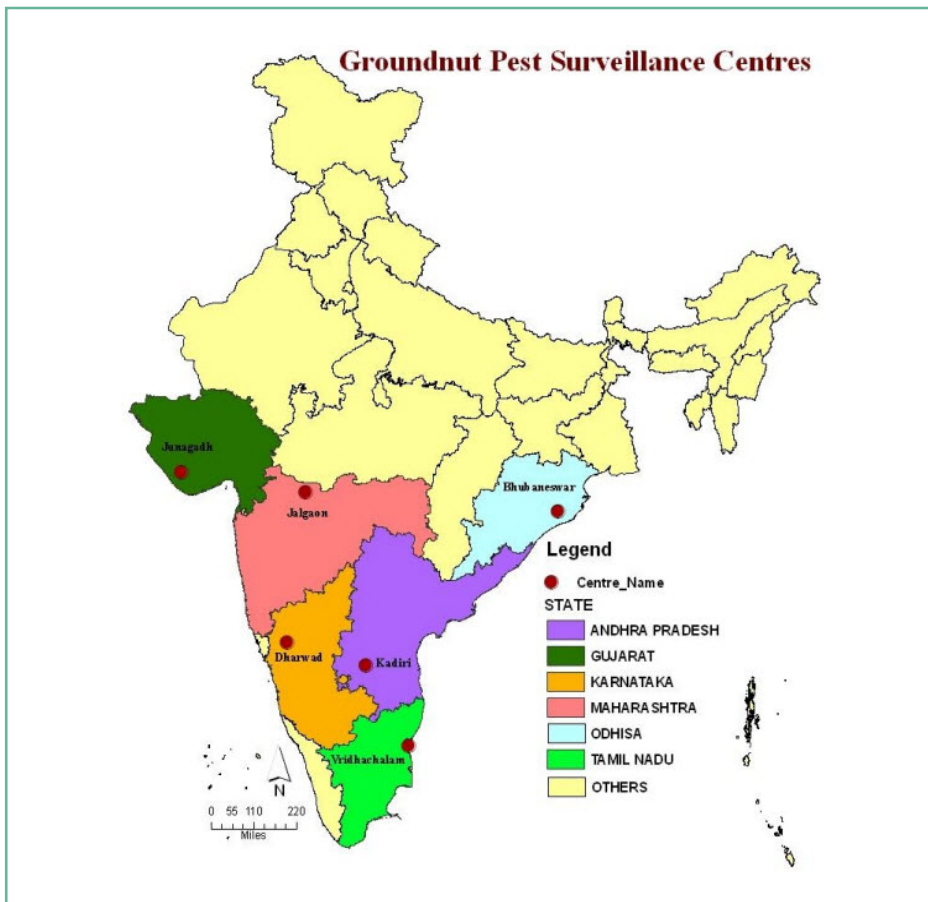 Groundnut Pest Surveillance Centres
Junagadh
Jalgaon
Bhubaneswar
Dharwad
Kadiri
Vridhachalam
Legend
Centre_Name
STATE
ANDHRA PRADESH
GUJARAT
KARNATAKA
MAHARASHTRA
ODHISA
TAMIL NADU
OTHERS
N
0 55 110 220
Miles